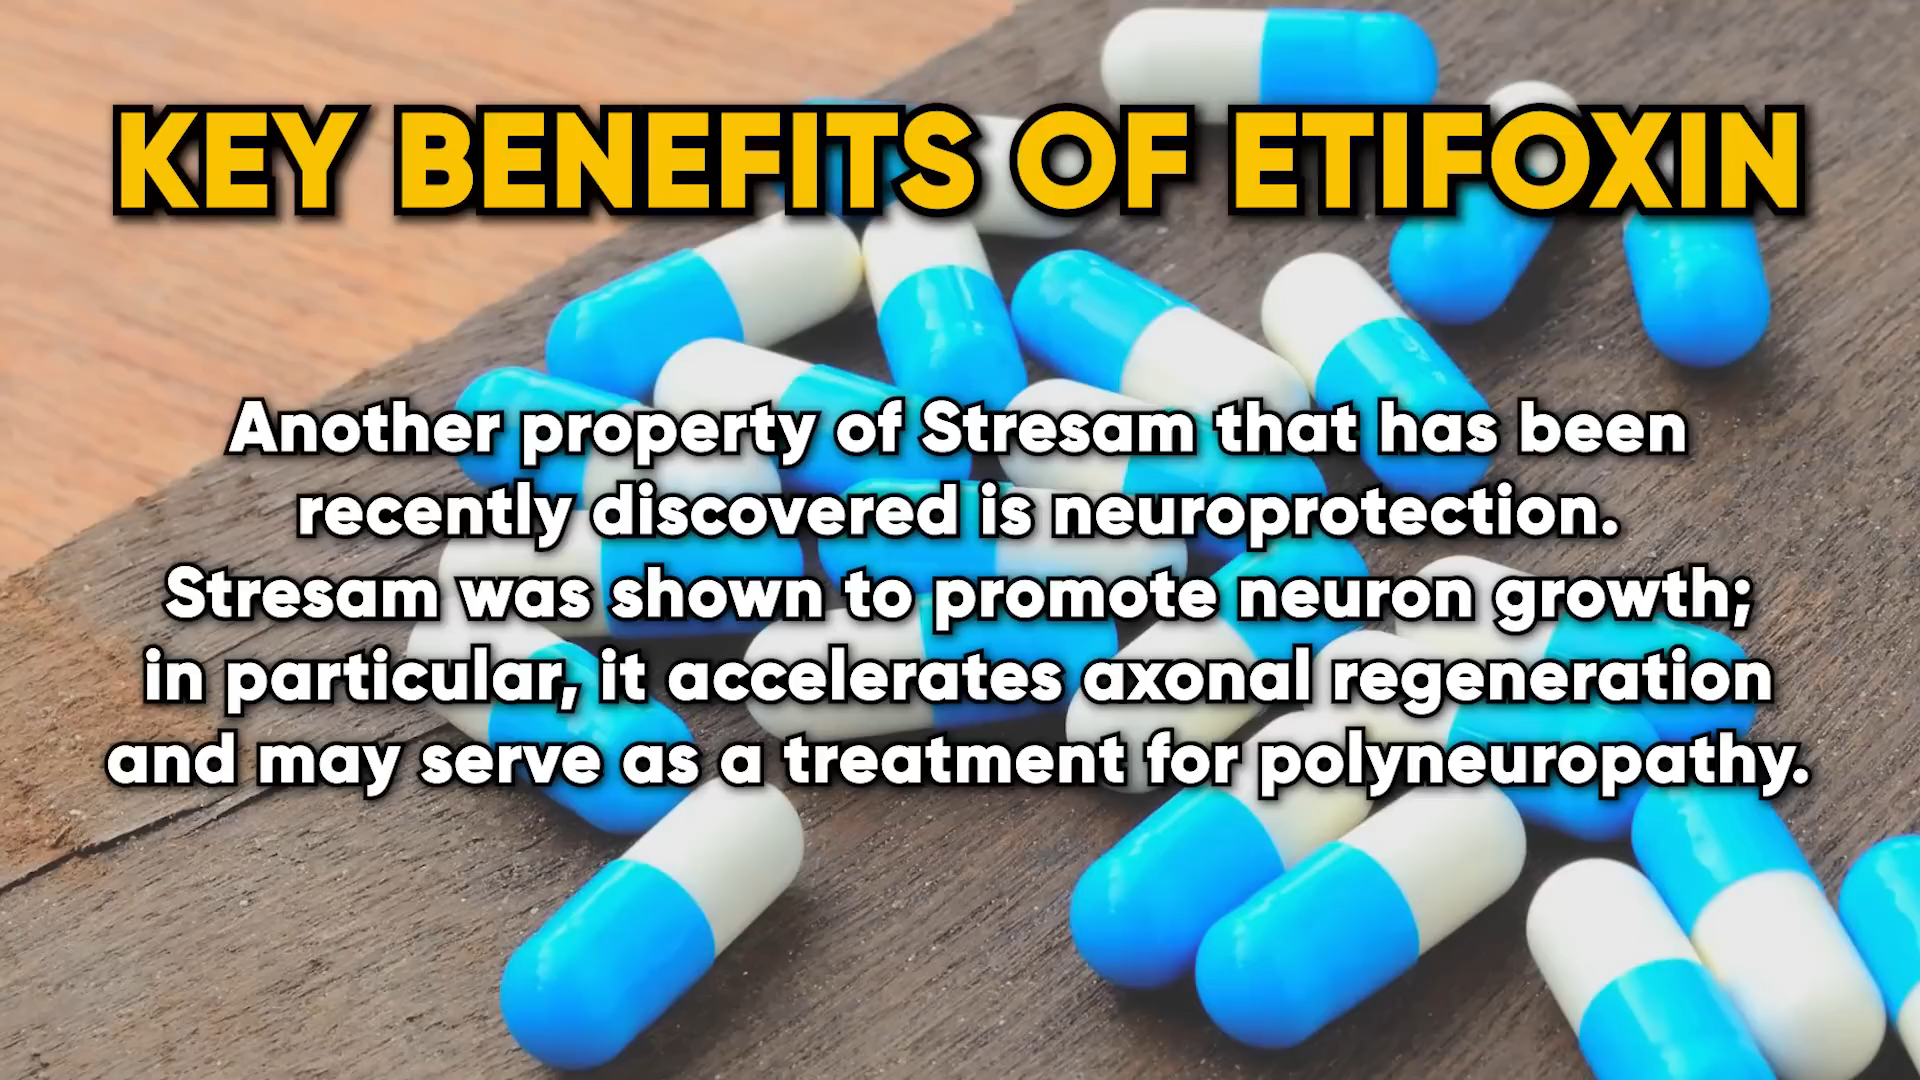 KEY BENEFITS OF ETIFOXIN
Another property of Stresam that has been
recently discovered is neuroprotection.
Stresam was shown to promote neuron growth;
in particular, it accelerates axonal regeneration
and may serve as a treatment for polyneuropathy.